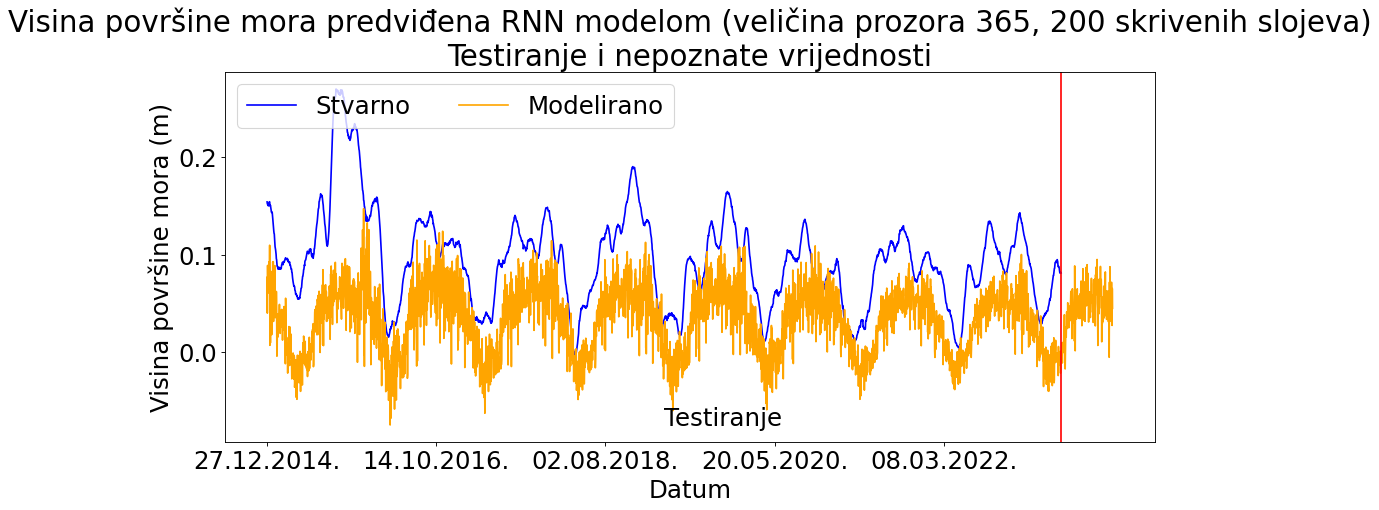 Visina površine mora predviđena RNN modelom (veličina prozora 365, 200 skrivenih slojeva)
Testiranje i nepoznate vrijednosti
Stvarno
Modelirano
Visina površine mora (m)
0.2
0.1
0.0
Testiranje
27.12.2014.
14.10.2016.
02.08.2018.
20.05.2020.
08.03.2022.
Datum